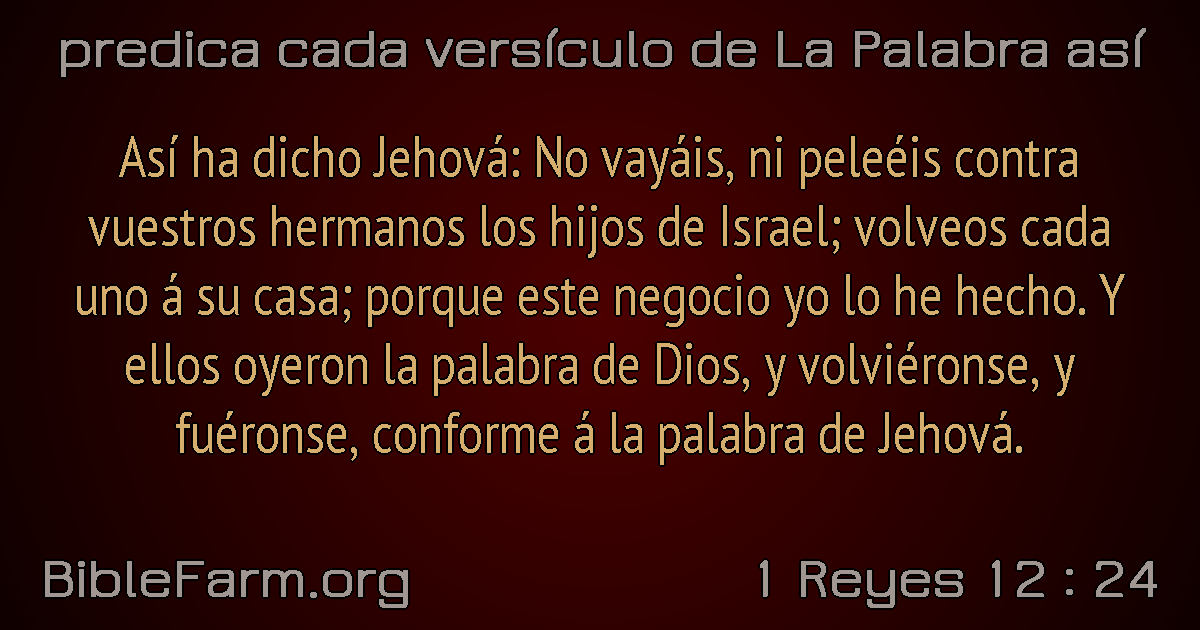 predica cada versículo de La Palabra así
Así ha dicho Jehová: No vayáis, ni peleéis contra
vuestros hermanos los hijos de Israel; volveos cada
uno á su casa; porque este negocio yo lo he hecho. Y
ellos oyeron la palabra de Dios, y volviéronse, y
fuéronse, conforme á la palabra de Jehová.
BibleFarm.org
1 Reyes 12 : 24